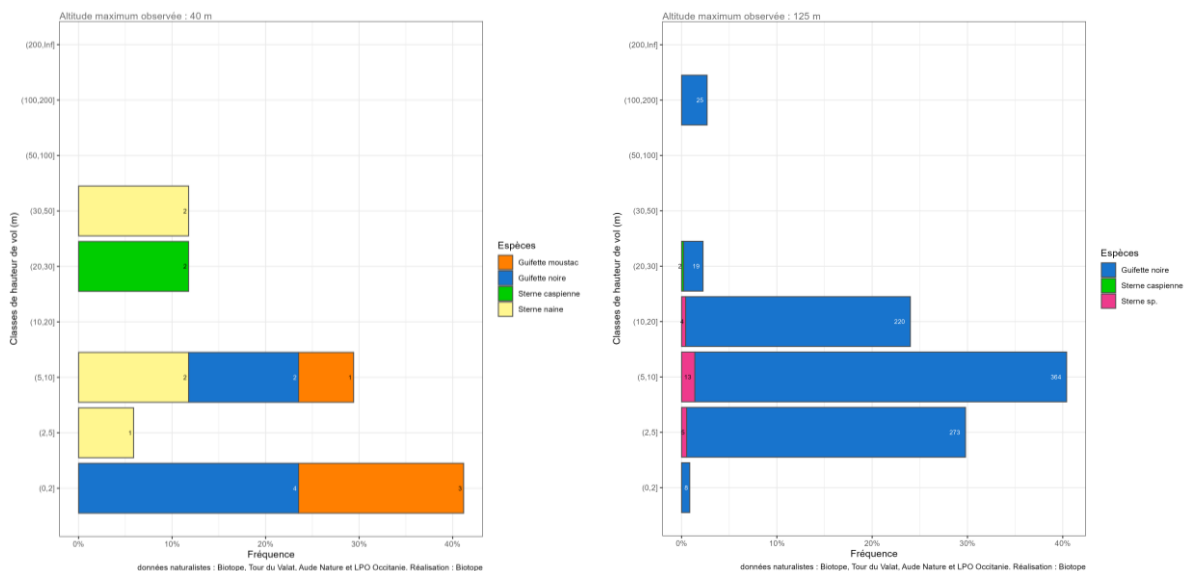 Altitude maximum observée : 40 m
Classes de hauteur de vol (m)
(200,Inf]
(100,200]
(50,100]
(30,50]
2
(20,30]
2
(10,20]
(5,10]
2 2 1
(2,5]
1
(0,2]
4 3
0% 10% 20% 30% 40%
Fréquence
données naturalistes : Biotope, Tour du Valat, Aude Nature et LPO Occitanie. Réalisation : Biotope
Espèces
Guifette moustac
Guifette noire
Sterne caspienne
Sterne naine
Altitude maximum observée : 125 m
Classes de hauteur de vol (m)
(200,Inf]
(100,200]
25
(50,100]
(30,50]
(20,30]
2 19
(10,20]
4 220
(5,10]
13 364
(2,5]
5 273
(0,2]
8
0% 10% 20% 30% 40%
Fréquence
données naturalistes : Biotope, Tour du Valat, Aude Nature et LPO Occitanie. Réalisation : Biotope
Espèces
Guifette noire
Sterne caspienne
Sterne sp.